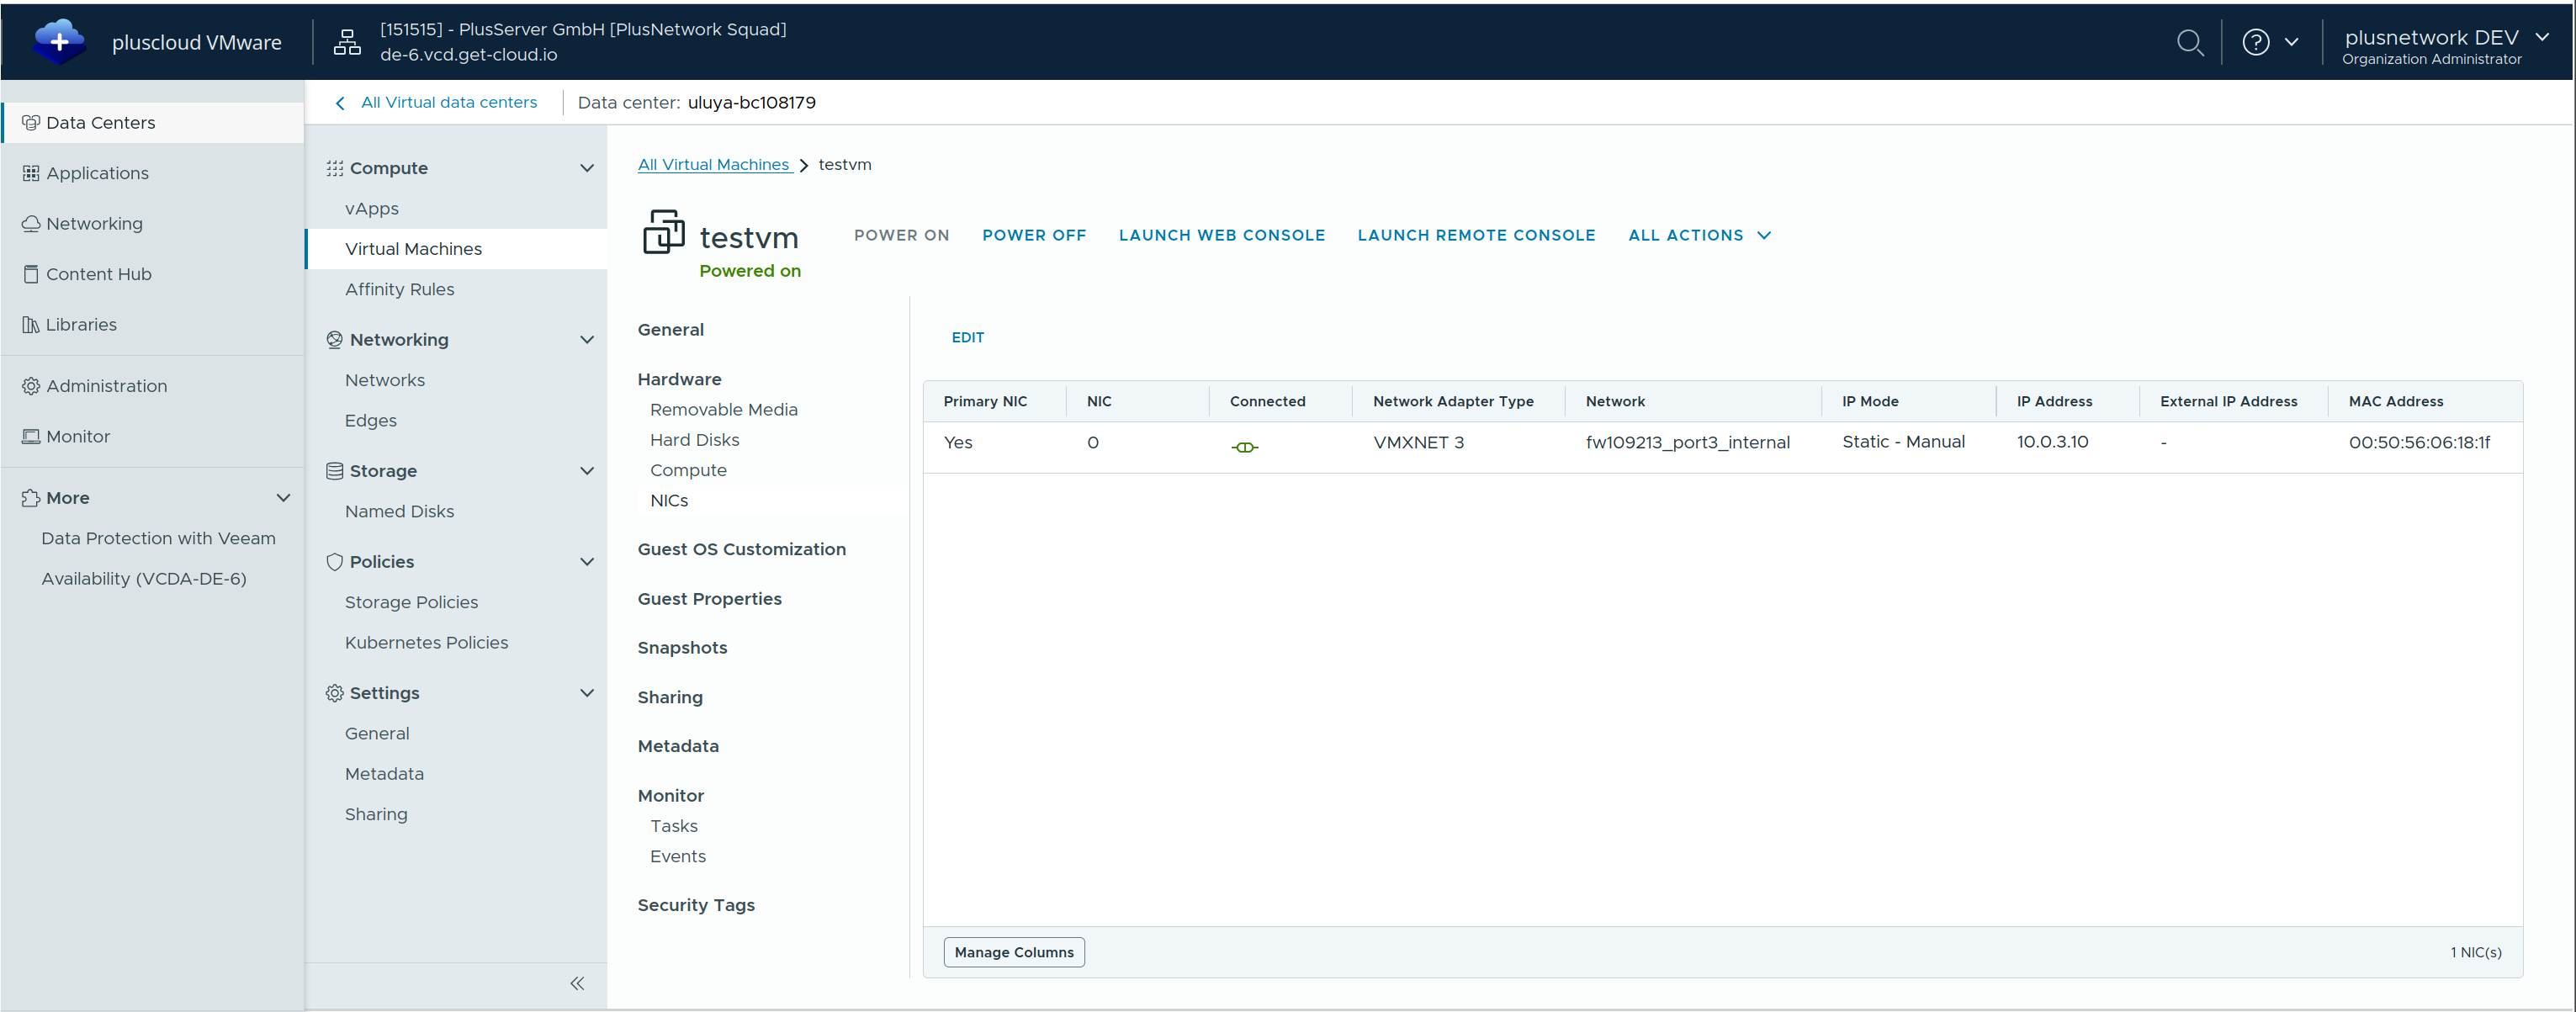 pluscloud VMware
[151515] - PlusServer GmbH [PlusNetwork Squad]
de-6.vcd.get-cloud.io
plusnetwork DEV
Organization Administrator
Data Centers
Applications
Networking
Content Hub
Libraries
Administration
Monitor
More
Data Protection with Veeam
Availability (VCDA-DE-6)
All Virtual data centers
Data center: uluya-bc108179
Compute
vApps
Virtual Machines
Affinity Rules
Networking
Networks
Edges
Storage
Named Disks
Policies
Storage Policies
Kubernetes Policies
Settings
General
Metadata
Sharing
All Virtual Machines > testvm
testvm
Powered on
POWER ON POWER OFF LAUNCH WEB CONSOLE LAUNCH REMOTE CONSOLE ALL ACTIONS
General
Hardware
Removable Media
Hard Disks
Compute
NICs
Guest OS Customization
Guest Properties
Snapshots
Sharing
Metadata
Monitor
Tasks
Events
Security Tags
EDIT
Primary NIC NIC Connected Network Adapter Type Network IP Mode IP Address External IP Address MAC Address
Yes 0 VMXNET 3 fw109213_port3_internal Static - Manual 10.0.3.10 - 00:50:56:06:18:1f
Manage Columns
1 NIC(s)